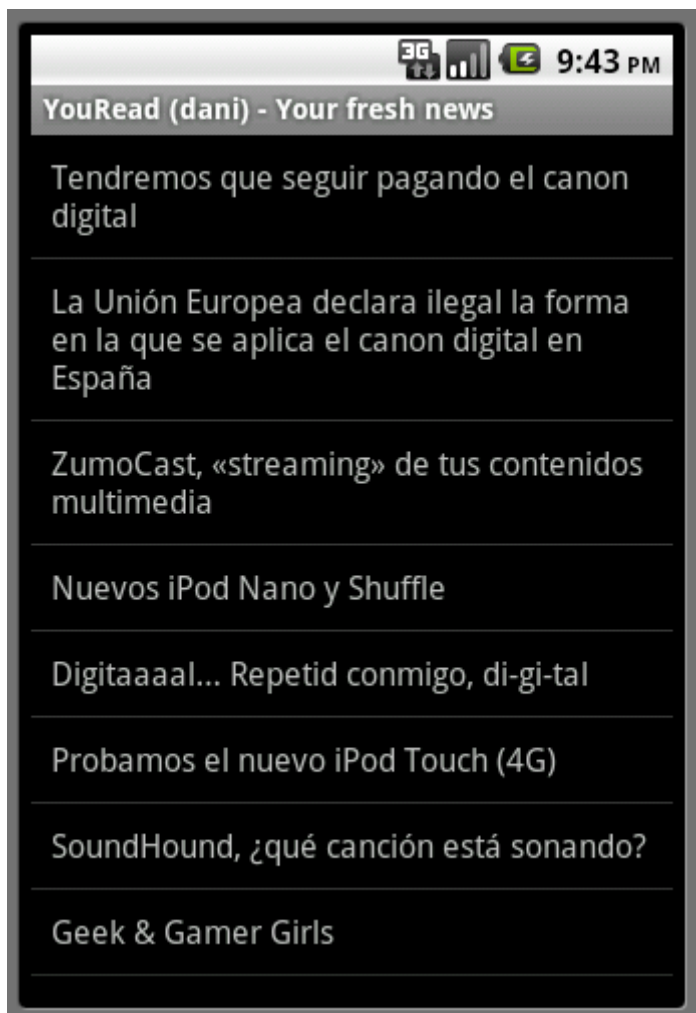 3G 9:43 PM
YouRead (dani) - Your fresh news
Tendremos que seguir pagando el canon
digital
La Unión Europea declara ilegal la forma
en la que se aplica el canon digital en
España
ZumoCast, «streaming» de tus contenidos
multimedia
Nuevos iPod Nano y Shuffle
Digitaaaal... Repetid conmigo, di-gi-tal
Probamos el nuevo iPod Touch (4G)
SoundHound, ¿qué canción está sonando?
Geek & Gamer Girls